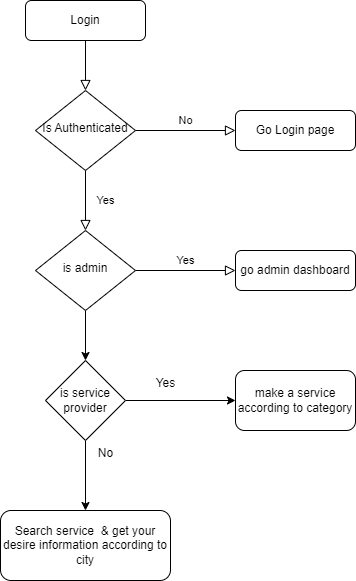 Login
is Authenticated
No
Go Login page
Yes
is admin
Yes
go admin dashboard
is service
provider
Yes
make a service
according to category
No
Search service & get your
desire information according to
city